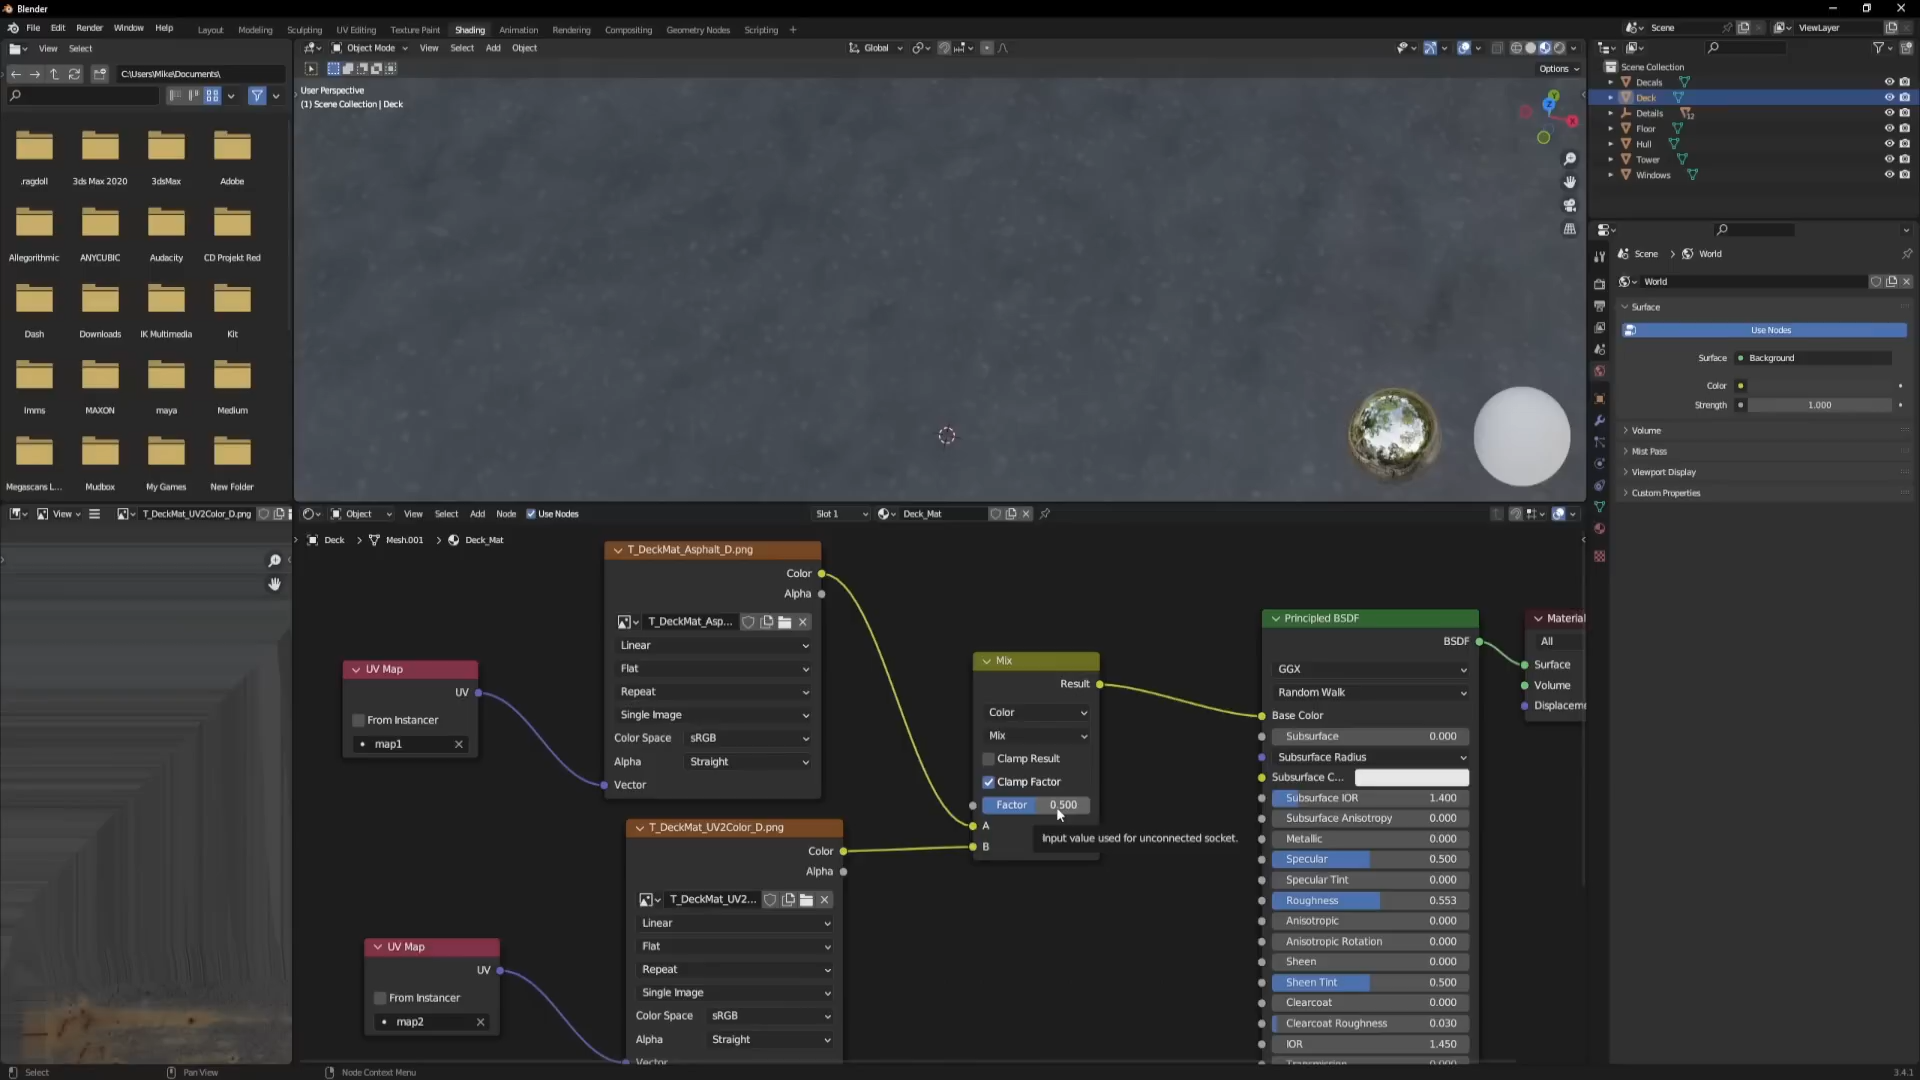 Blender
File Edit Render Window Help
Layout Modeling Sculpting UV Editing Texture Paint Shading Animation Rendering Compositing Geometry Nodes Scripting +
Scene
ViewLayer
View Select
Object Mode View Select Add Object
Global
C:\Users\Mike\Documents\
Options
.ragdoll 3ds Max 2020 3dsMax Adobe
Allegorithmic ANYCUBIC Audacity CD Projekt Red
Dash Downloads IK Multimedia Kit
lmms MAXON maya Medium
Megascans L... Mudbox My Games New Folder
User Perspective
(1) Scene Collection | Deck
Scene Collection
Decals
Deck
Details
12
Floor
Hull
Tower
Windows
Scene > World
World
Surface
Use Nodes
Surface Background
Color
Strength 1.000
Volume
Mist Pass
Viewport Display
Custom Properties
View T_DeckMat_UV2Color_D.png
Object View Select Add Node Use Nodes
Slot 1 Deck_Mat
Deck > Mesh.001 > Deck_Mat
T_DeckMat_Asphalt_D.png
Color
Alpha
T_DeckMat_Asp...
Linear
Flat
Repeat
Single Image
Color Space sRGB
Alpha Straight
Vector
UV Map
UV
From Instancer
map1
T_DeckMat_UV2Color_D.png
Color
Alpha
T_DeckMat_UV2...
Linear
Flat
Repeat
Single Image
Color Space sRGB
Alpha Straight
Vector
UV Map
UV
From Instancer
map2
Mix
Result
Color
Mix
Clamp Result
Clamp Factor
Factor 0.500
A
B
Input value used for unconnected socket.
Principled BSDF
BSDF
GGX
Random Walk
Base Color
Subsurface 0.000
Subsurface Radius
Subsurface C...
Subsurface IOR 1.400
Subsurface Anisotropy 0.000
Metallic 0.000
Specular 0.500
Specular Tint 0.000
Roughness 0.553
Anisotropic 0.000
Anisotropic Rotation 0.000
Sheen 0.000
Sheen Tint 0.500
Clearcoat 0.000
Clearcoat Roughness 0.030
IOR 1.450
Transmission 0.000
Material
All
Surface
Volume
Displaceme
Select
Pan View
Node Context Menu
3.4.1